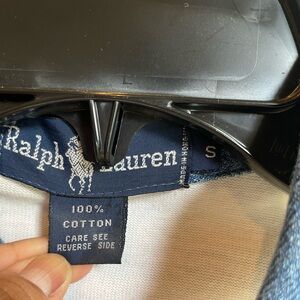 Ralph Lauren
S
100%
COTTON
CARE SEE
REVERSE SIDE